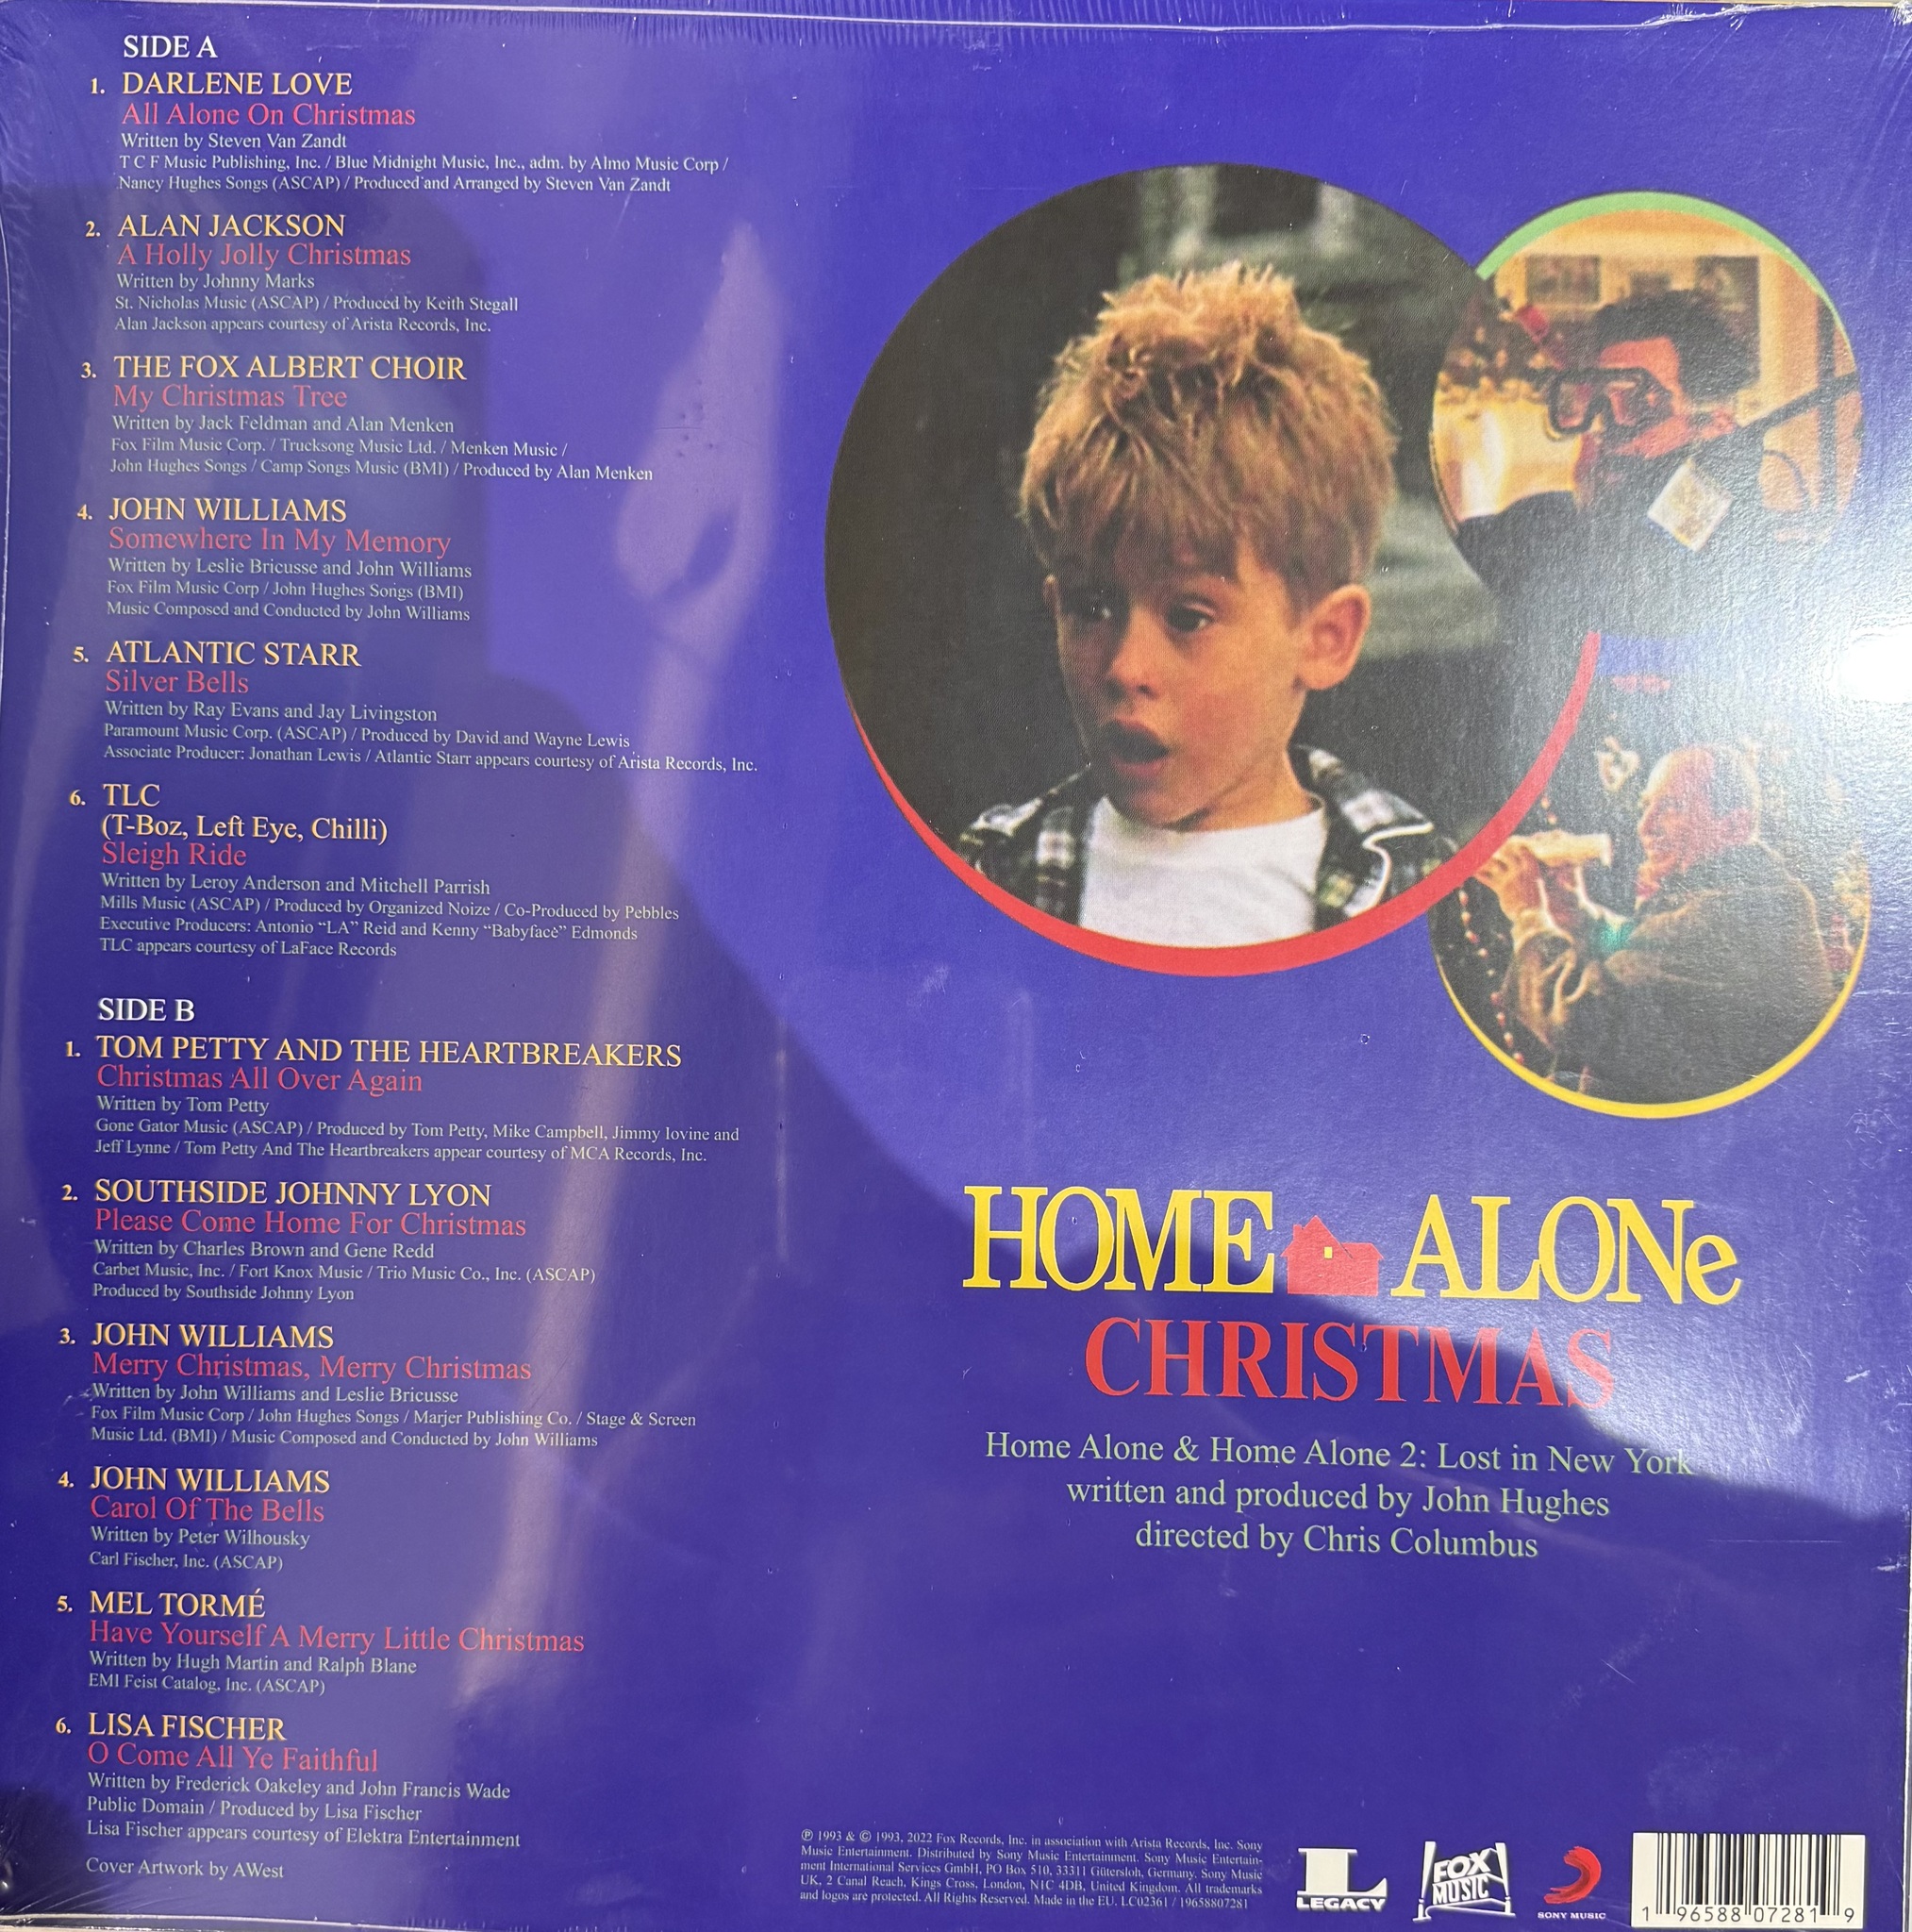 SIDE A
1. DARLENE LOVE
All Alone On Christmas
Written by Steven Van Zandt
T C F Music Publishing, Inc. / Blue Midnight Music, Inc., adm. by Almo Music Corp /
Nancy Hughes Songs (ASCAP) / Produced and Arranged by Steven Van Zandt
2. ALAN JACKSON
A Holly Jolly Christmas
Written by Johnny Marks
St. Nicholas Music (ASCAP) / Produced by Keith Stegall
Alan Jackson appears courtesy of Arista Records, Inc.
3. THE FOX ALBERT CHOIR
My Christmas Tree
Written by Jack Feldman and Alan Menken
Fox Film Music Corp. / Trucksong Music Ltd. / Menken Music /
John Hughes Songs / Camp Songs Music (BMI) / Produced by Alan Menken
4. JOHN WILLIAMS
Somewhere In My Memory
Written by Leslie Bricusse and John Williams
Fox Film Music Corp / John Hughes Songs (BMI)
Music Composed and Conducted by John Williams
5. ATLANTIC STARR
Silver Bells
Written by Ray Evans and Jay Livingston
Paramount Music Corp. (ASCAP) / Produced by David and Wayne Lewis
Associate Producer: Jonathan Lewis / Atlantic Starr appears courtesy of Arista Records, Inc.
6. TLC
(T-Boz, Left Eye, Chilli)
Sleigh Ride
Written by Leroy Anderson and Mitchell Parrish
Mills Music (ASCAP) / Produced by Organized Noize / Co-Produced by Pebbles
Executive Producers: Antonio “LA” Reid and Kenny “Babyface” Edmonds
TLC appears courtesy of LaFace Records
SIDE B
1. TOM PETTY AND THE HEARTBREAKERS
Christmas All Over Again
Written by Tom Petty
Gone Gator Music (ASCAP) / Produced by Tom Petty, Mike Campbell, Jimmy Iovine and
Jeff Lynne / Tom Petty And The Heartbreakers appear courtesy of MCA Records, Inc.
2. SOUTHSIDE JOHNNY LYON
Please Come Home For Christmas
Written by Charles Brown and Gene Redd
Carbet Music, Inc. / Fort Knox Music / Trio Music Co., Inc. (ASCAP)
Produced by Southside Johnny Lyon
3. JOHN WILLIAMS
Merry Christmas, Merry Christmas
Written by John Williams and Leslie Bricusse
Fox Film Music Corp / John Hughes Songs / Marjer Publishing Co. / Stage & Screen
Music Ltd. (BMI) / Music Composed and Conducted by John Williams
4. JOHN WILLIAMS
Carol Of The Bells
Written by Peter Wilhousky
Carl Fischer, Inc. (ASCAP)
5. MEL TORMÉ
Have Yourself A Merry Little Christmas
Written by Hugh Martin and Ralph Blane
EMI Feist Catalog, Inc. (ASCAP)
6. LISA FISCHER
O Come All Ye Faithful
Written by Frederick Oakeley and John Francis Wade
Public Domain / Produced by Lisa Fischer
Lisa Fischer appears courtesy of Elektra Entertainment
Cover Artwork by AWest
HOME ALONe
CHRISTMAS
Home Alone & Home Alone 2: Lost in New York
written and produced by John Hughes
directed by Chris Columbus
℗ 1993 & © 1993, 2022 Fox Records, Inc. in association with Arista Records, Inc. Sony
Music Entertainment. Distributed by Sony Music Entertainment. Sony Music Entertain-
ment International Services GmbH, PO Box 510, 33311 Gütersloh, Germany. Sony Music
UK, 2 Canal Reach, Kings Cross, London, N1C 4DB, United Kingdom. All trademarks
and logos are protected. All Rights Reserved. Made in the EU. LC02361 / 19658807281
LEGACY
FOX
MUSIC
SONY MUSIC
1 96588 07281 9